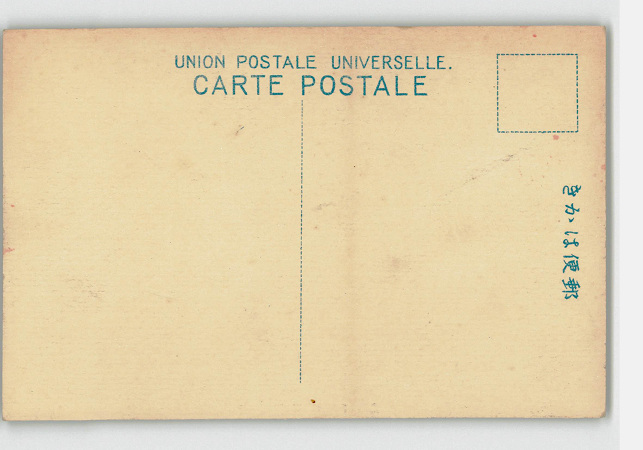 UNION POSTALE UNIVERSELLE.
CARTE POSTALE
きかは便郵